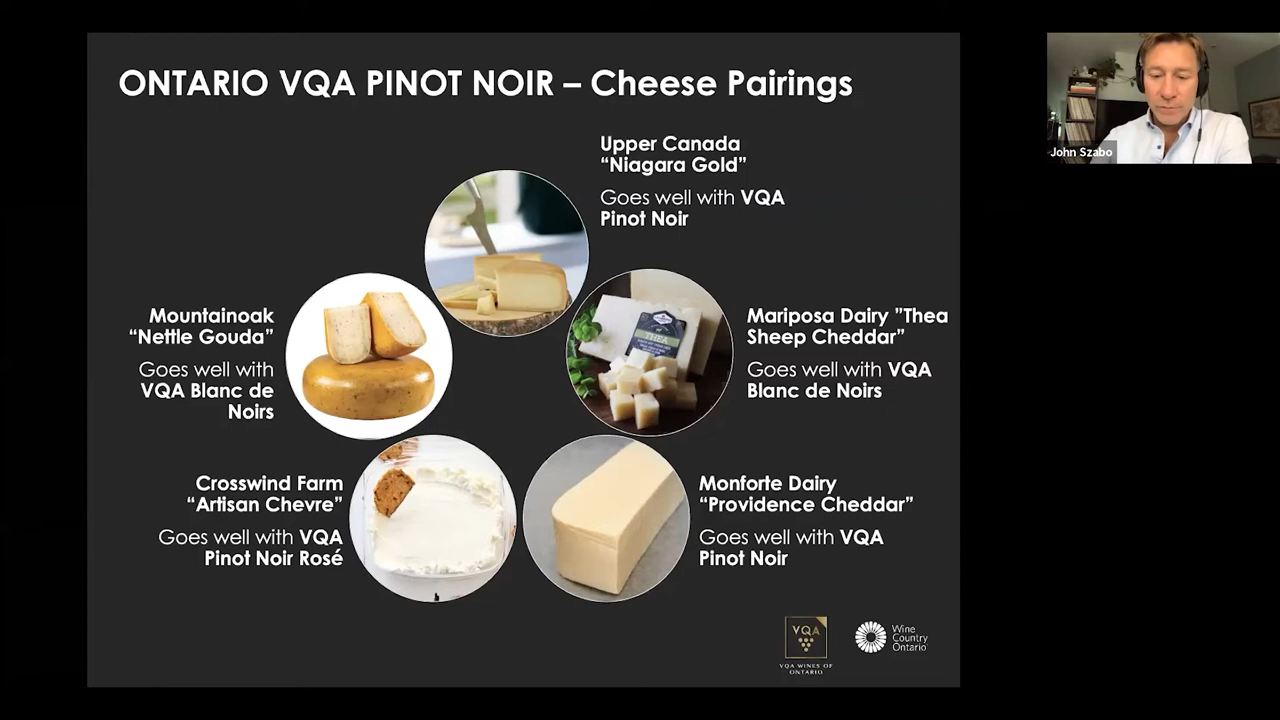 ONTARIO VQA PINOT NOIR – Cheese Pairings
Upper Canada
“Niagara Gold”
Goes well with VQA
Pinot Noir
Mountainoak
“Nettle Gouda”
Goes well with
VQA Blanc de
Noirs
THEA
Mariposa Dairy ”Thea
Sheep Cheddar”
Goes well with VQA
Blanc de Noirs
Crosswind Farm
“Artisan Chevre”
Goes well with VQA
Pinot Noir Rosé
Monforte Dairy
“Providence Cheddar”
Goes well with VQA
Pinot Noir
VQA
VQA WINES OF
ONTARIO
Wine
Country
Ontario
John Szabo